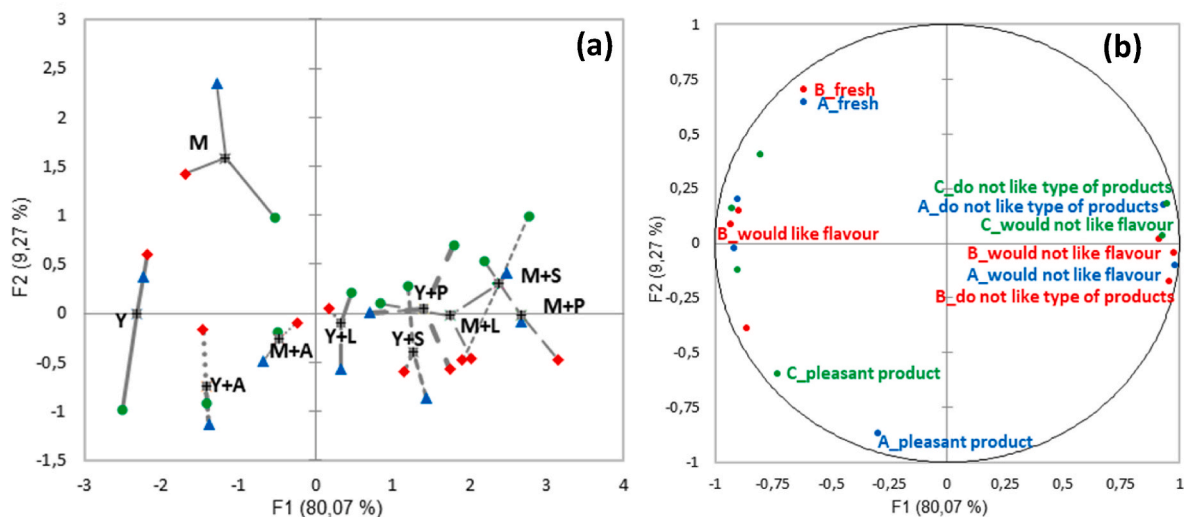 (a)
3
2,5
2
1,5
1
0,5
0
-0,5
-1
-1,5
F2 (9,27 %)
M
Y
Y+A
M+A
Y+L
Y+P
Y+S
M+L
M+S
M+P
-3
-2
-1
0
1
2
3
4
F1 (80,07 %)
(b)
1
0,75
0,5
0,25
0
-0,25
-0,5
-0,75
-1
F2 (9,27 %)
B_fresh
A_fresh
C_do not like type of products
A_do not like type of products
C_would not like flavour
B_would like flavour
B_would not like flavour
A_would not like flavour
B_do not like type of products
C_pleasant product
A_pleasant product
-1
-0,75
-0,5
-0,25
0
0,25
0,5
0,75
1
F1 (80,07 %)